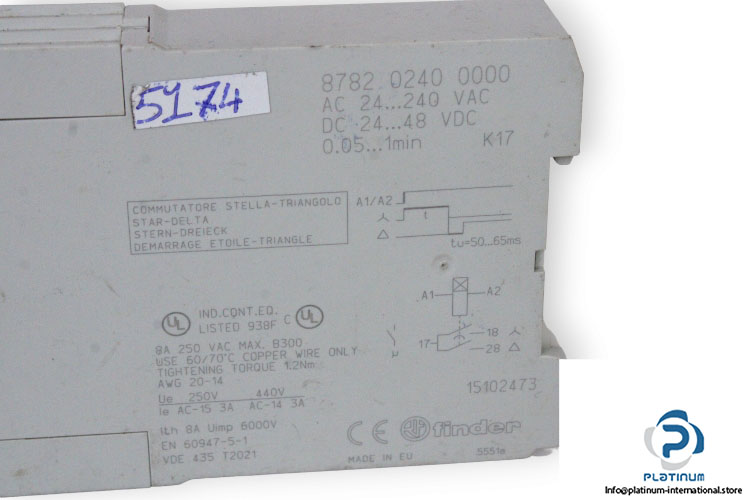 5174
8782 0240 0000
AC 24...240 VAC
DC 24...48 VDC
0.05...1min K17
COMMUTATORE STELLA-TRIANGOLO
STAR-DELTA
STERN-DREIECK
DEMARRAGE ETOILE-TRIANGLE
A1/A2
t
tu=50...65ms
A1 A2
17 18
28
UL IND.CONT.EQ.
LISTED 938F C UL
8A 250 VAC MAX. B300
USE 60/70°C COPPER WIRE ONLY
TIGHTENING TORQUE 1.2Nm
AWG 20-14
Ue 250V 440V
Ie AC-15 3A AC-14 3A
Ith 8A Uimp 6000V
EN 60947-5-1
VDE 435 T2021
15102473
CE finder
MADE IN EU
PLATINUM
INTERNATIONAL
Info@platinum-international.store